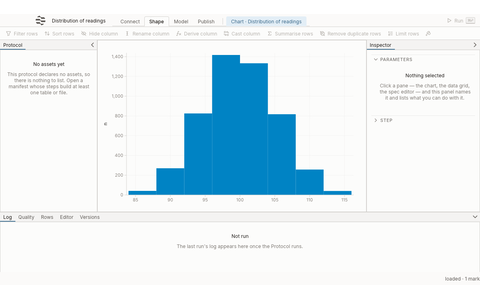 Distribution of readings
Connect
Shape
Model
Publish
Chart · Distribution of readings
Run
Filter rows
Sort rows
Hide columns
Rename column
Derive column
Cast column
Summarise rows
Remove duplicate rows
Limit rows
Protocol
No assets yet
This protocol declares no assets, so
there is nothing to list. Open a
manifest whose steps build at least
one table or file.
1,400
1,200
1,000
800
600
400
200
0
85
90
95
100
105
110
115
Inspector
PARAMETERS
Nothing selected
Click a pane — the chart, the data grid,
the spec editor — and this panel names
it and lists what you can do with it.
STEP
Log
Quality
Rows
Editor
Versions
Not run
The last run's log appears here once the Protocol runs.
loaded · 1 mark